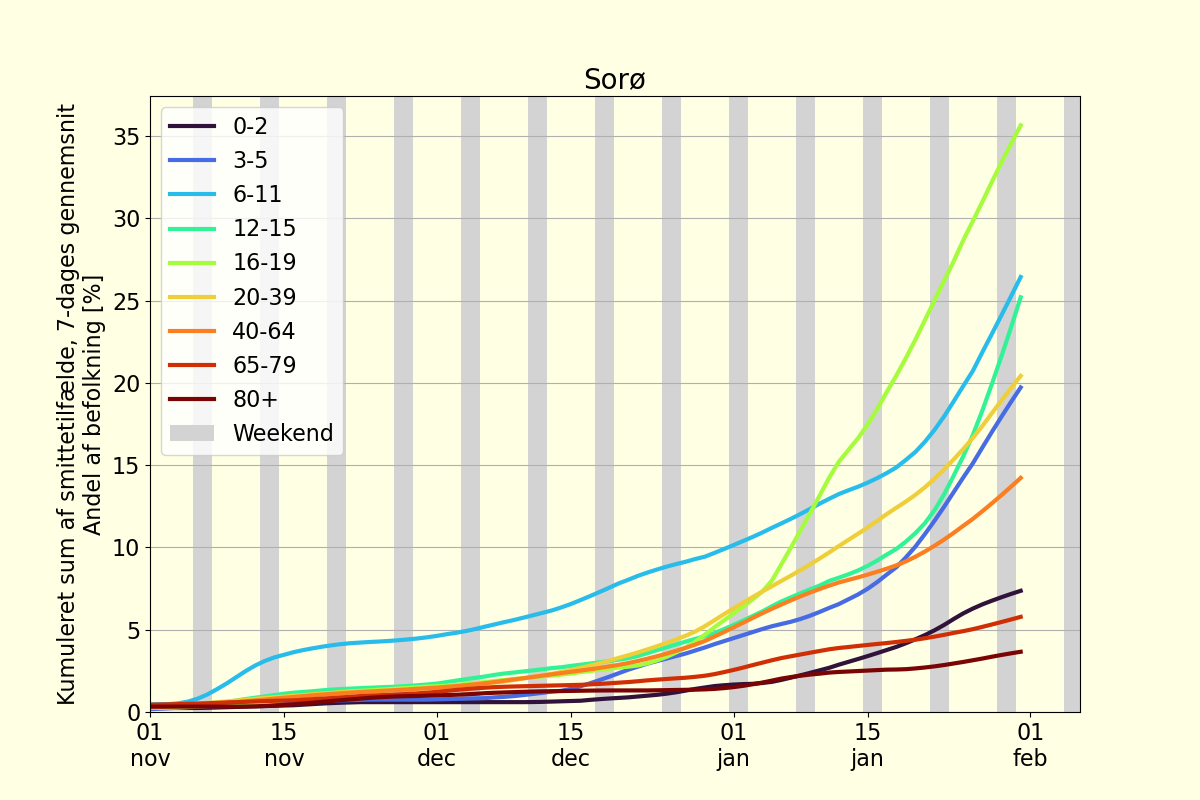 Sorø
Kumuleret sum af smittetilfælde, 7-dages gennemsnit
Andel af befolkning [%]
35
30
25
20
15
10
5
0
0-2
3-5
6-11
12-15
16-19
20-39
40-64
65-79
80+
Weekend
01 15 01 15 01 15 01
nov nov dec dec jan jan feb